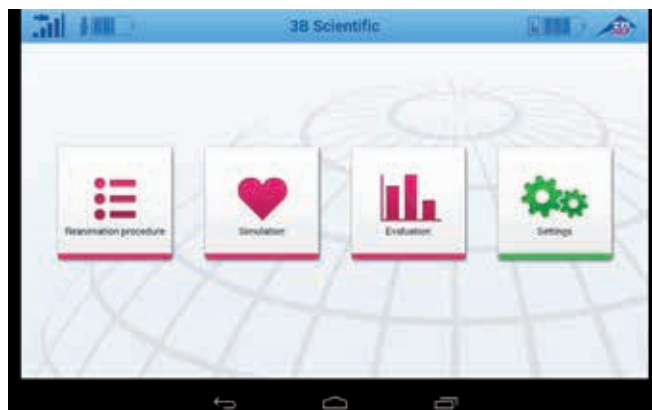 3B Scientific
Reanimation procedure
Simulation
Evaluation
Settings